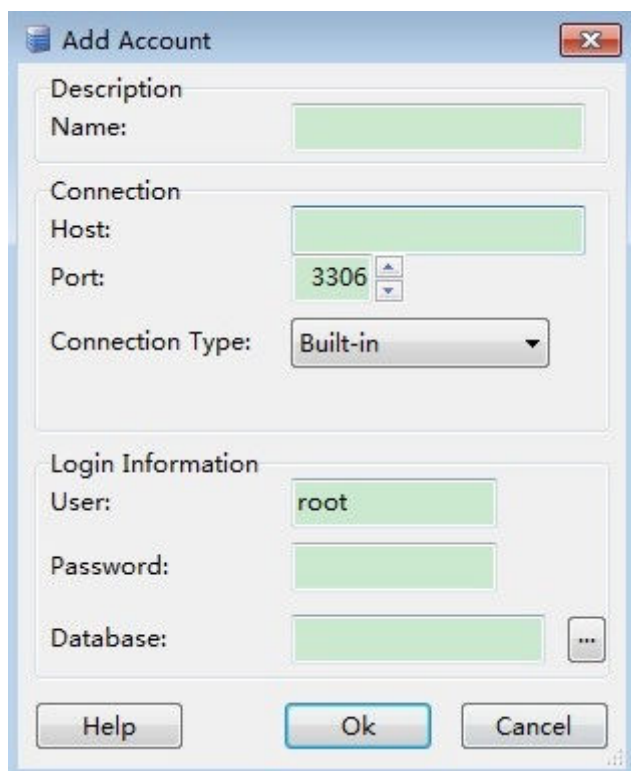 Add Account
Description
Name:
Connection
Host:
Port: 3306
Connection Type: Built-in
Login Information
User: root
Password:
Database: ...
Help Ok Cancel